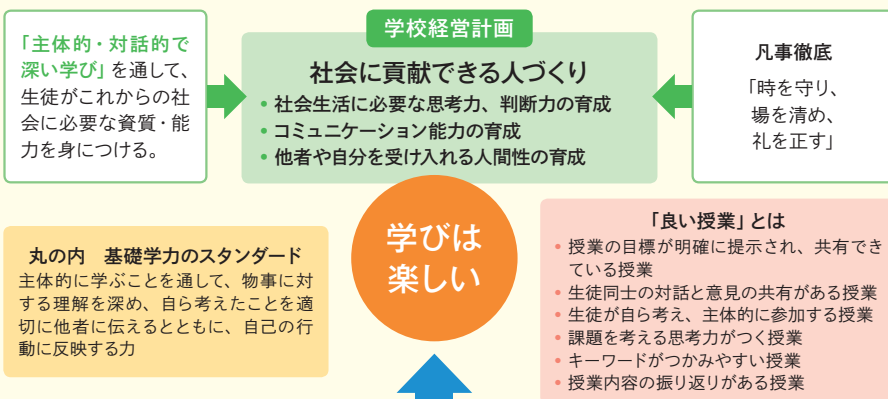 「主体的・対話的で
深い学び」を通して、
生徒がこれからの社
会に必要な資質・能
力を身につける。
学校経営計画
社会に貢献できる人づくり
• 社会生活に必要な思考力、判断力の育成
• コミュニケーション能力の育成
• 他者や自分を受け入れる人間性の育成
凡事徹底
「時を守り、
場を清め、
礼を正す」
学びは
楽しい
丸の内　基礎学力のスタンダード
主体的に学ぶことを通して、物事に対
する理解を深め、自ら考えたことを適
切に他者に伝えるとともに、自己の行
動に反映する力
「良い授業」とは
• 授業の目標が明確に提示され、共有でき
ている授業
• 生徒同士の対話と意見の共有がある授業
• 生徒が自ら考え、主体的に参加する授業
• 課題を考える思考力がつく授業
• キーワードがつかみやすい授業
• 授業内容の振り返りがある授業